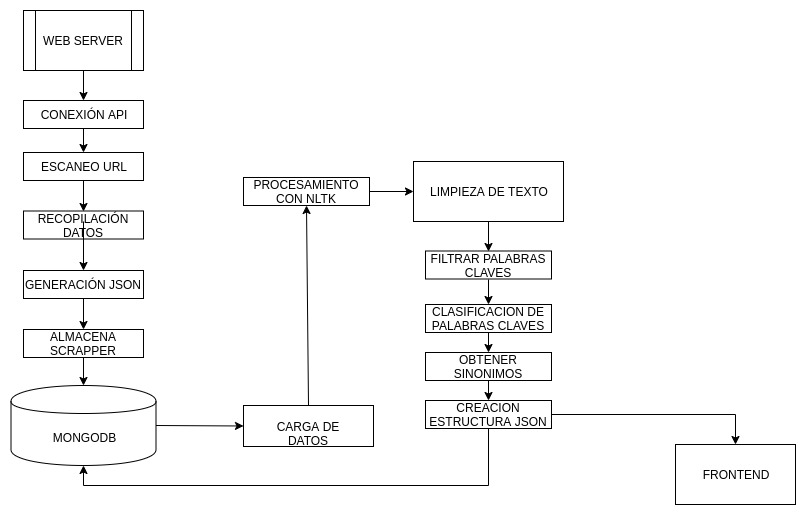 WEB SERVER
CONEXIÓN API
ESCANEO URL
RECOPILACIÓN
DATOS
GENERACIÓN JSON
ALMACENA
SCRAPPER
MONGODB
CARGA DE
DATOS
PROCESAMIENTO
CON NLTK
LIMPIEZA DE TEXTO
FILTRAR PALABRAS
CLAVES
CLASIFICACION DE
PALABRAS CLAVES
OBTENER
SINONIMOS
CREACION
ESTRUCTURA JSON
FRONTEND